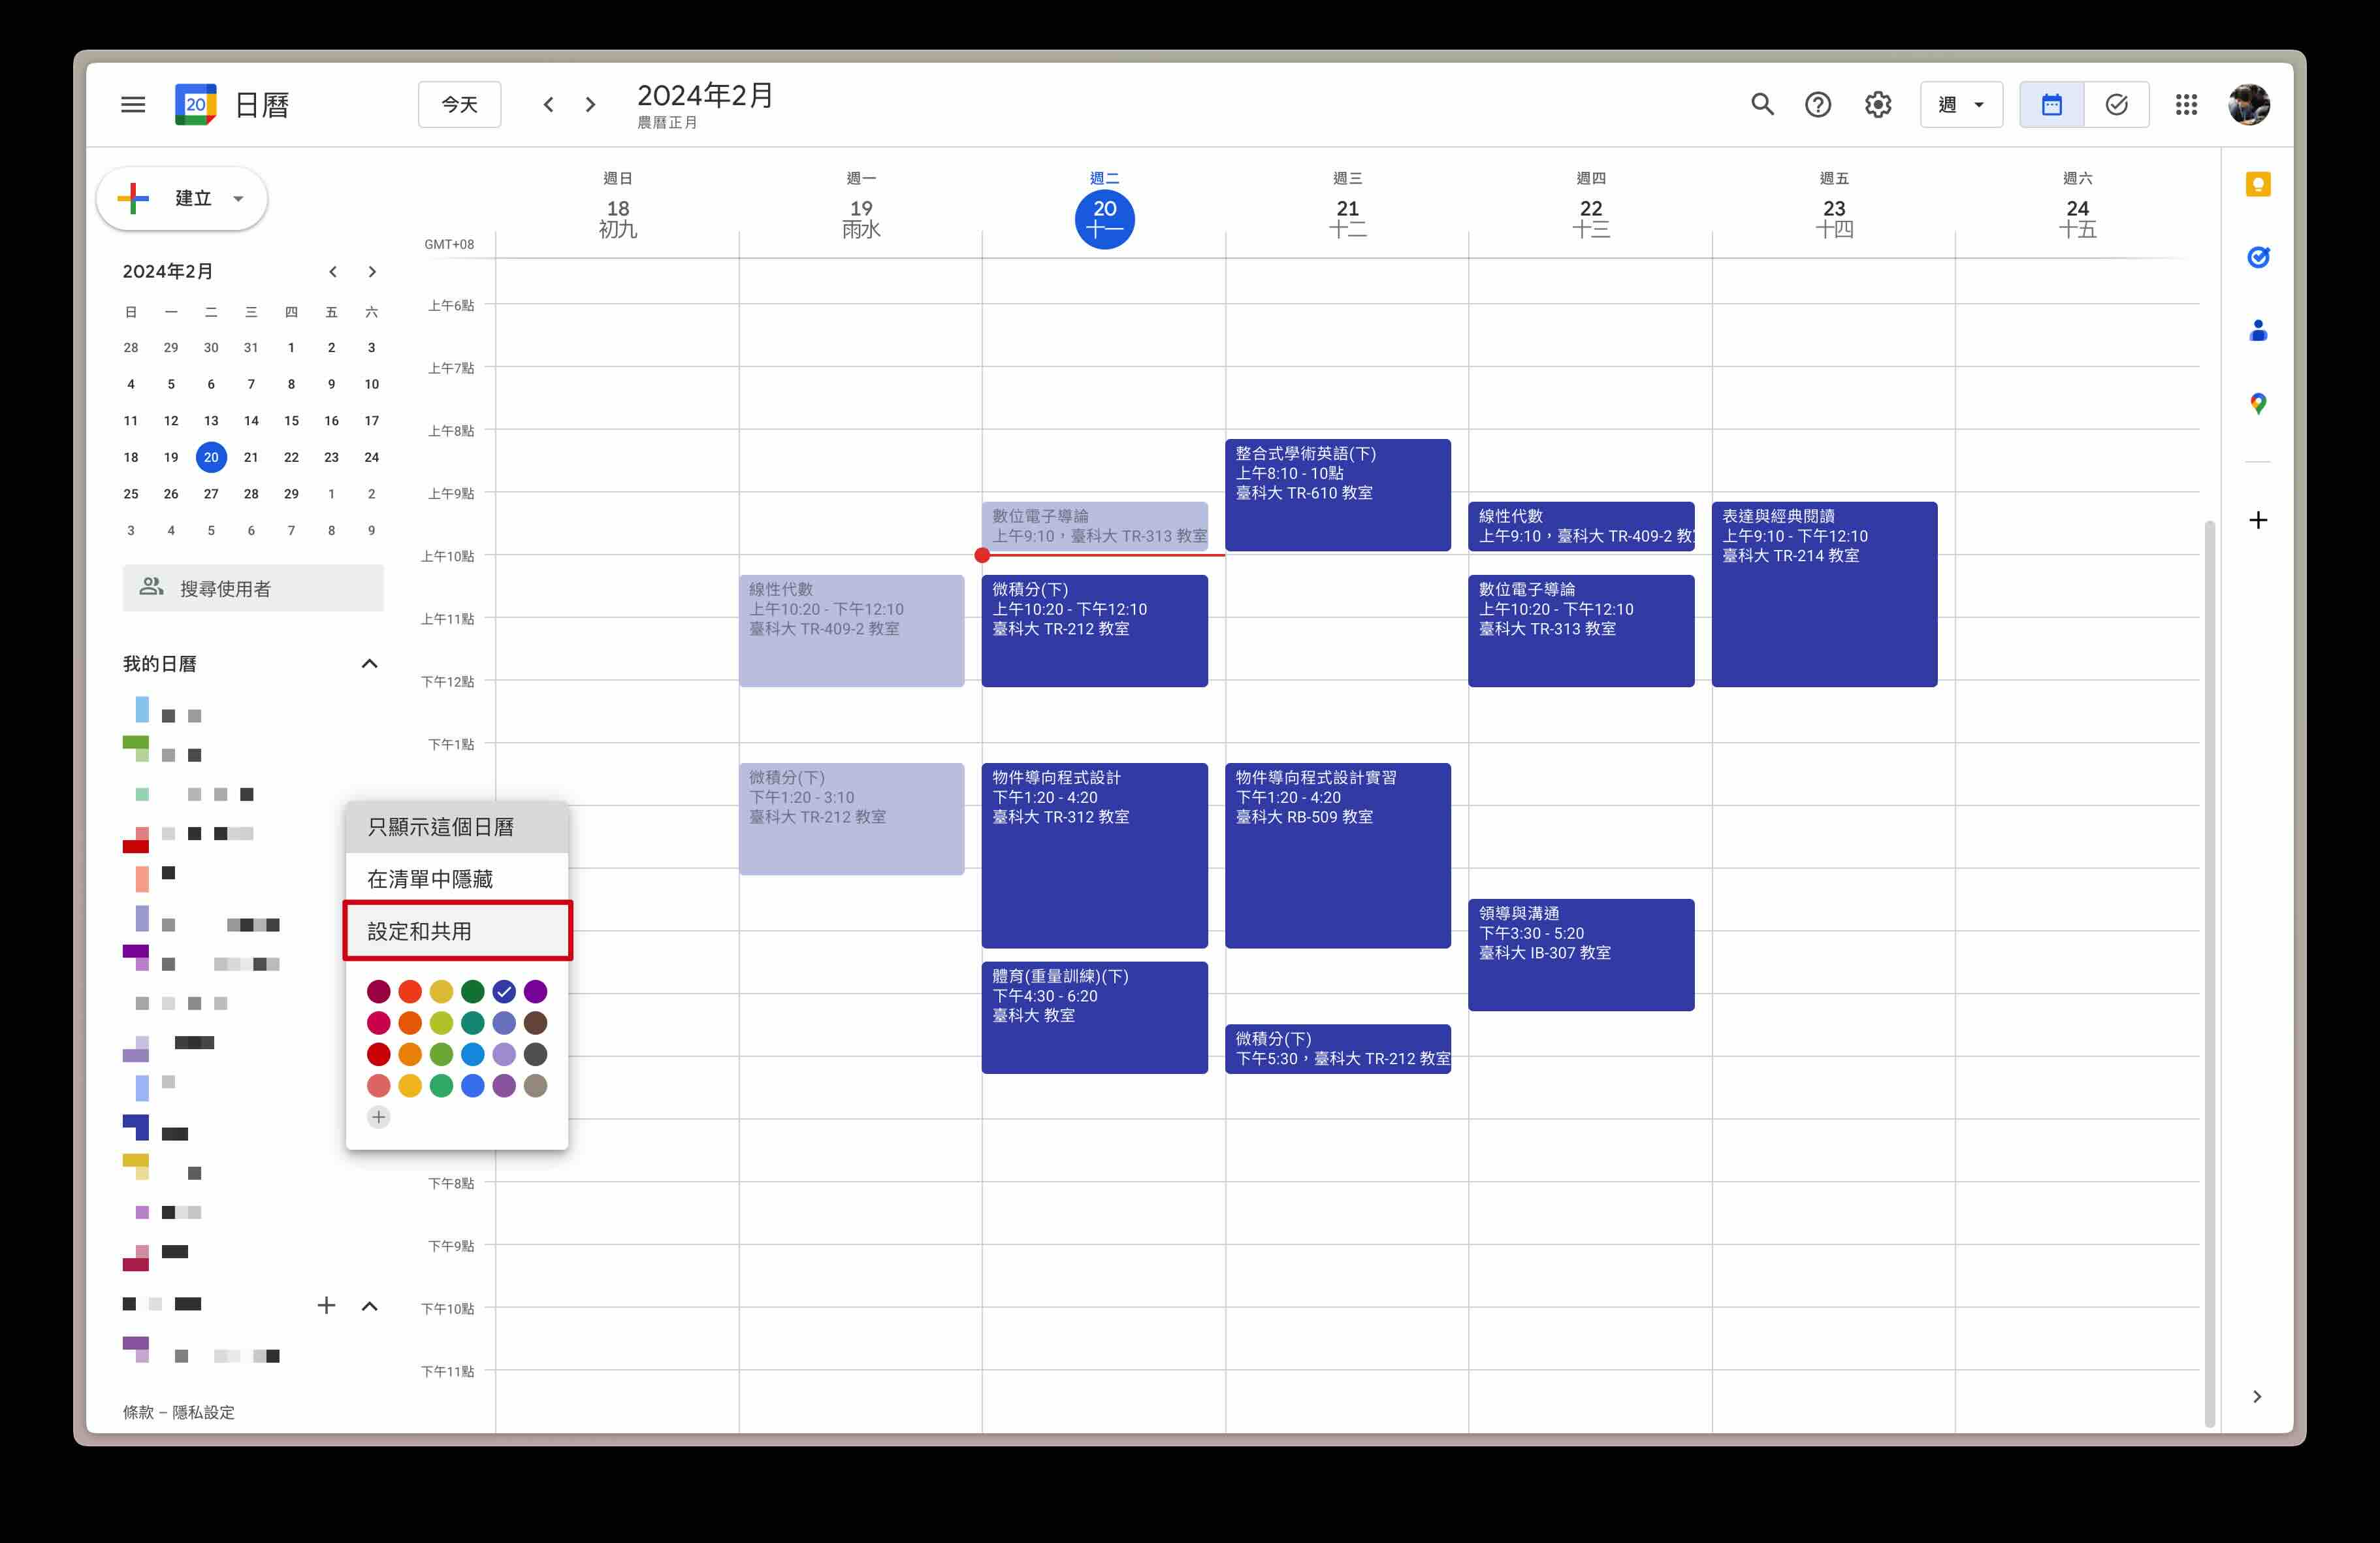 20 日曆
今天
2024年2月
農曆正月
週
建立
2024年2月
日 一 二 三 四 五 六
28 29 30 31 1 2 3
4 5 6 7 8 9 10
11 12 13 14 15 16 17
18 19 20 21 22 23 24
25 26 27 28 29 1 2
3 4 5 6 7 8 9
搜尋使用者
我的日曆
只顯示這個日曆
在清單中隱藏
設定和共用
條款 – 隱私設定
GMT+08
週日
18
初九
週一
19
雨水
週二
20
十一
週三
21
十二
週四
22
十三
週五
23
十四
週六
24
十五
上午6點
上午7點
上午8點
上午9點
上午10點
上午11點
下午12點
下午1點
下午8點
下午9點
下午10點
下午11點
線性代數
上午10:20 - 下午12:10
臺科大 TR-409-2 教室
微積分(下)
下午1:20 - 3:10
臺科大 TR-212 教室
數位電子導論
上午9:10，臺科大 TR-313 教室
微積分(下)
上午10:20 - 下午12:10
臺科大 TR-212 教室
物件導向程式設計
下午1:20 - 4:20
臺科大 TR-312 教室
體育(重量訓練)(下)
下午4:30 - 6:20
臺科大 教室
整合式學術英語(下)
上午8:10 - 10點
臺科大 TR-610 教室
物件導向程式設計實習
下午1:20 - 4:20
臺科大 RB-509 教室
微積分(下)
下午5:30，臺科大 TR-212 教室
線性代數
上午9:10，臺科大 TR-409-2 教
數位電子導論
上午10:20 - 下午12:10
臺科大 TR-313 教室
領導與溝通
下午3:30 - 5:20
臺科大 IB-307 教室
表達與經典閱讀
上午9:10 - 下午12:10
臺科大 TR-214 教室